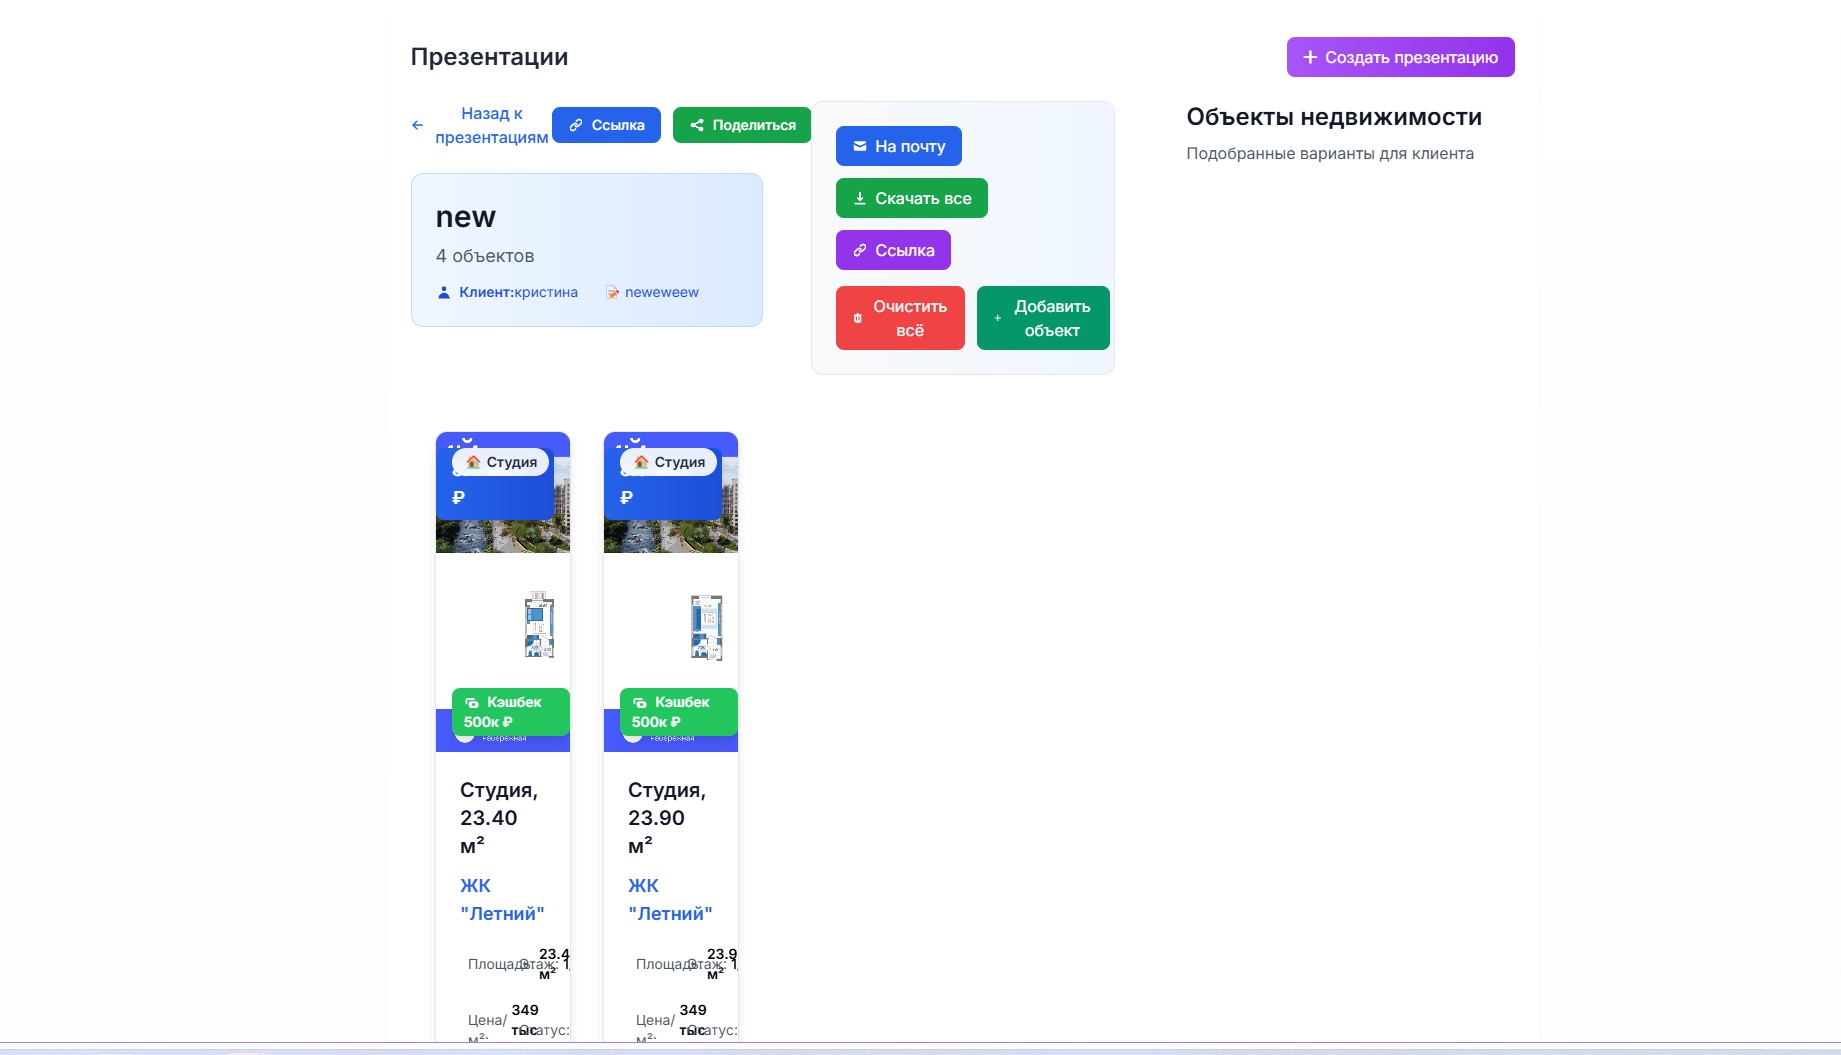 Презентации
Создать презентацию
Назад к
презентациям
Ссылка
Поделиться
new
4 объектов
Клиент:кристина
neweweew
На почту
Скачать все
Ссылка
Очистить
всё
Добавить
объект
Объекты недвижимости
Подобранные варианты для клиента
Студия
₽
Кэшбек
500к ₽
Студия,
23.40
м²
ЖК
"Летний"
Площадь
23.4
м²
Этаж: 1
Цена/
м²:
349
тыс
Статус:
Студия
₽
Кэшбек
500к ₽
Студия,
23.90
м²
ЖК
"Летний"
Площадь
23.9
м²
Этаж: 1
Цена/
м²:
349
тыс
Статус: